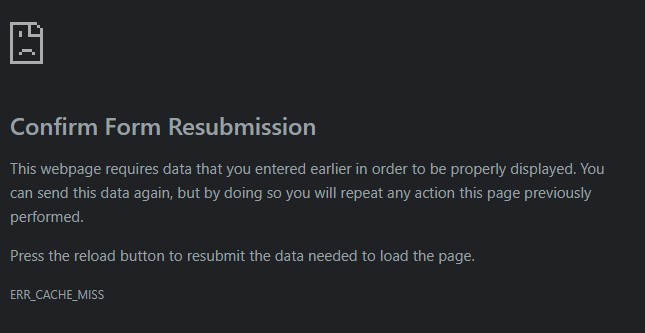 Confirm Form Resubmission
This webpage requires data that you entered earlier in order to be properly displayed. You
can send this data again, but by doing so you will repeat any action this page previously
performed.
Press the reload button to resubmit the data needed to load the page.
ERR_CACHE_MISS